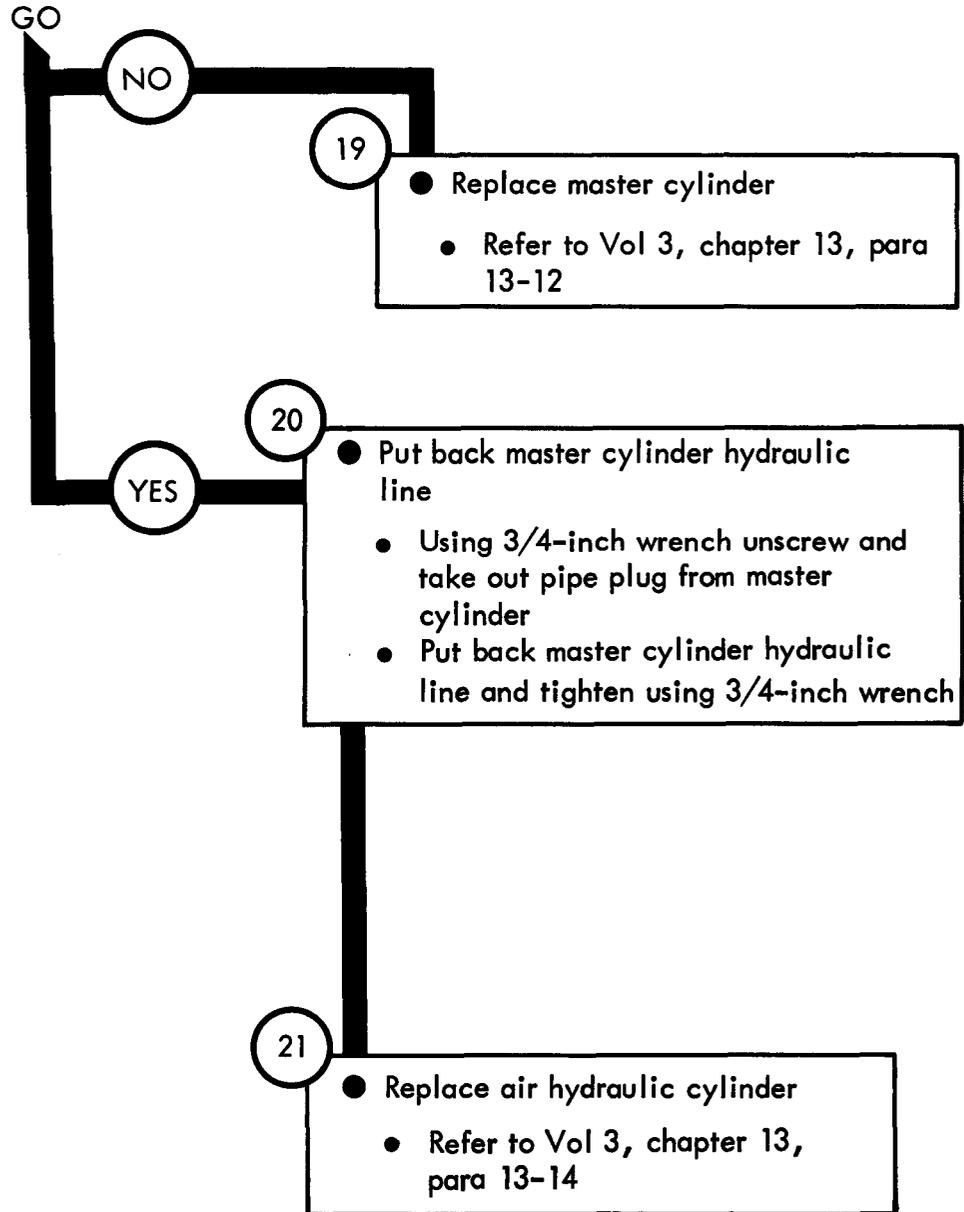 GO
NO
19
● Replace master cylinder
● Refer to Vol 3, chapter 13, para
13-12
20
● Put back master cylinder hydraulic
line
YES
● Using 3/4-inch wrench unscrew and
take out pipe plug from master
cylinder
● Put back master cylinder hydraulic
line and tighten using 3/4-inch wrench
21
● Replace air hydraulic cylinder
● Refer to Vol 3, chapter 13,
para 13-14